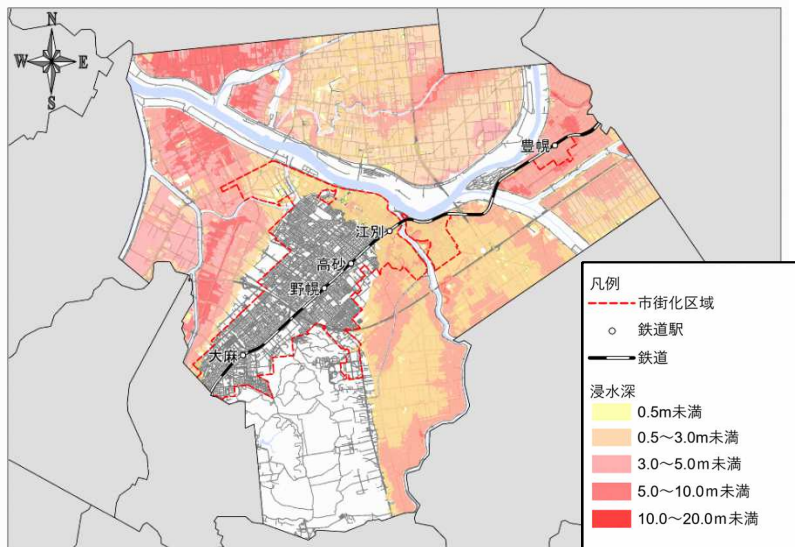 N
W E
S
豊幌
江別
高砂
野幌
大麻
凡例
市街化区域
鉄道駅
鉄道
浸水深
0.5m未満
0.5～3.0m未満
3.0～5.0m未満
5.0～10.0m未満
10.0～20.0m未満